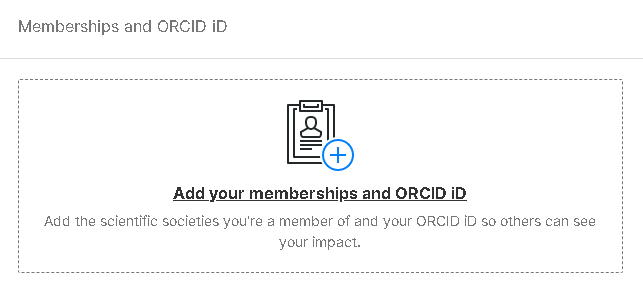 Memberships and ORCID iD
Add your memberships and ORCID iD
Add the scientific societies you're a member of and your ORCID iD so others can see
your impact.